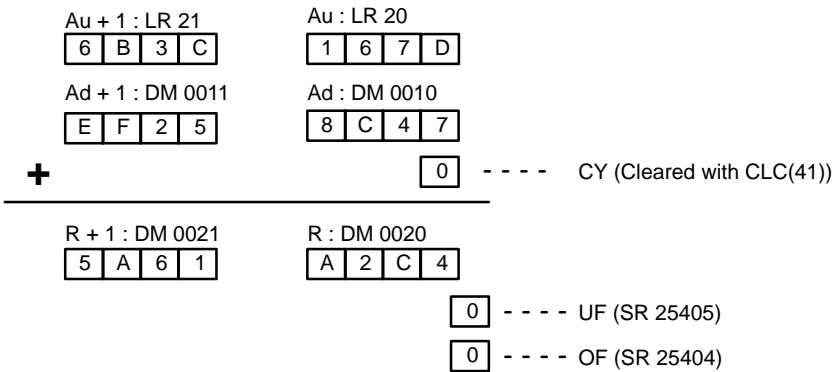 Au + 1 : LR 21 Au : LR 20
6 B 3 C 1 6 7 D
Ad + 1 : DM 0011 Ad : DM 0010
E F 2 5 8 C 4 7
+ 0 - - - - CY (Cleared with CLC(41))
R + 1 : DM 0021 R : DM 0020
5 A 6 1 A 2 C 4
0 - - - - UF (SR 25405)
0 - - - - OF (SR 25404)